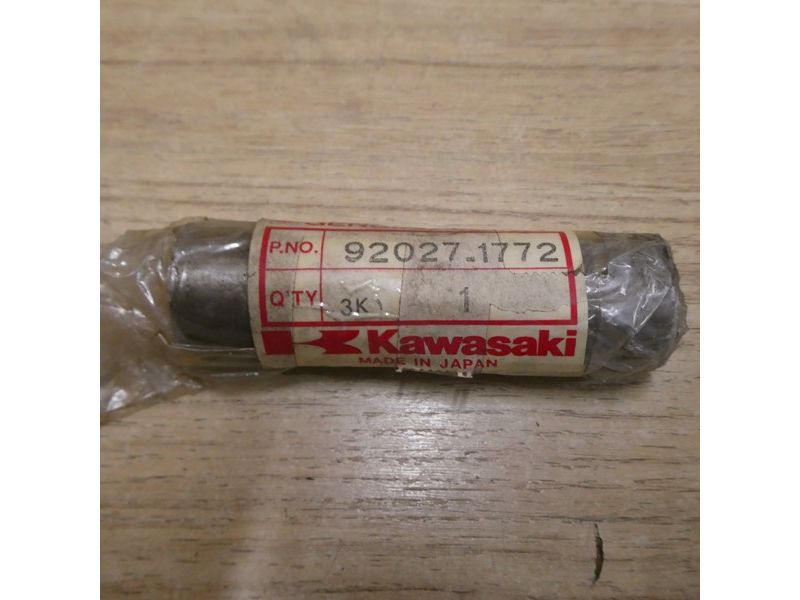 P.NO. 92027-1772
Q'TY 3K 1
Kawasaki
MADE IN JAPAN